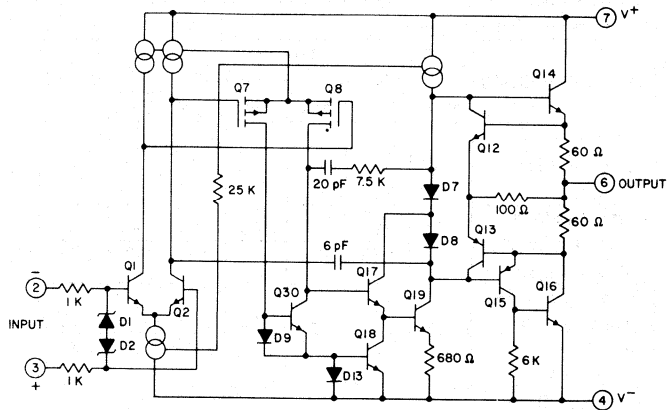 7 V+
Q14
Q7
Q8
Q12
60 Ω
25 K
20 pF
7.5 K
D7
100 Ω
6 OUTPUT
60 Ω
6 pF
D8
Q13
Q1
Q17
− 2
1 K
Q2
Q30
Q19
Q15
Q16
INPUT
D1
D2
D9
Q18
680 Ω
6 K
3 +
1 K
D13
4 V−